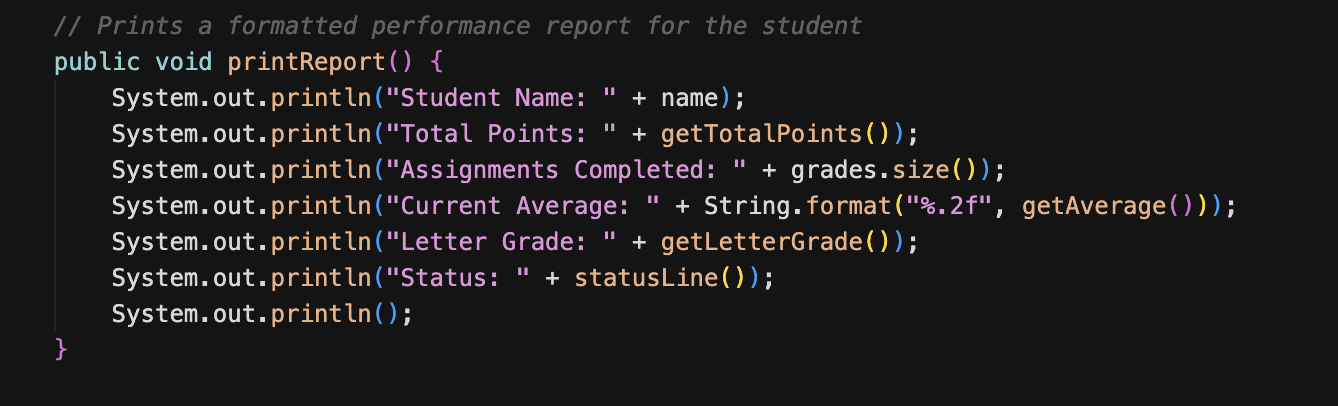 // Prints a formatted performance report for the student
public void printReport() {
    System.out.println("Student Name: " + name);
    System.out.println("Total Points: " + getTotalPoints());
    System.out.println("Assignments Completed: " + grades.size());
    System.out.println("Current Average: " + String.format("%.2f", getAverage()));
    System.out.println("Letter Grade: " + getLetterGrade());
    System.out.println("Status: " + statusLine());
    System.out.println();
}